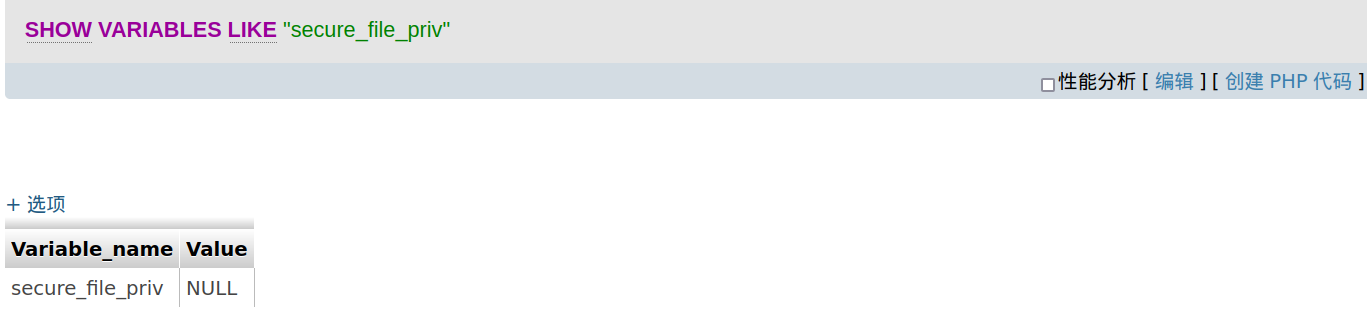 SHOW VARIABLES LIKE "secure_file_priv"
性能分析 [ 编辑 ] [ 创建 PHP 代码 ]
+ 选项
Variable_name Value
secure_file_priv NULL